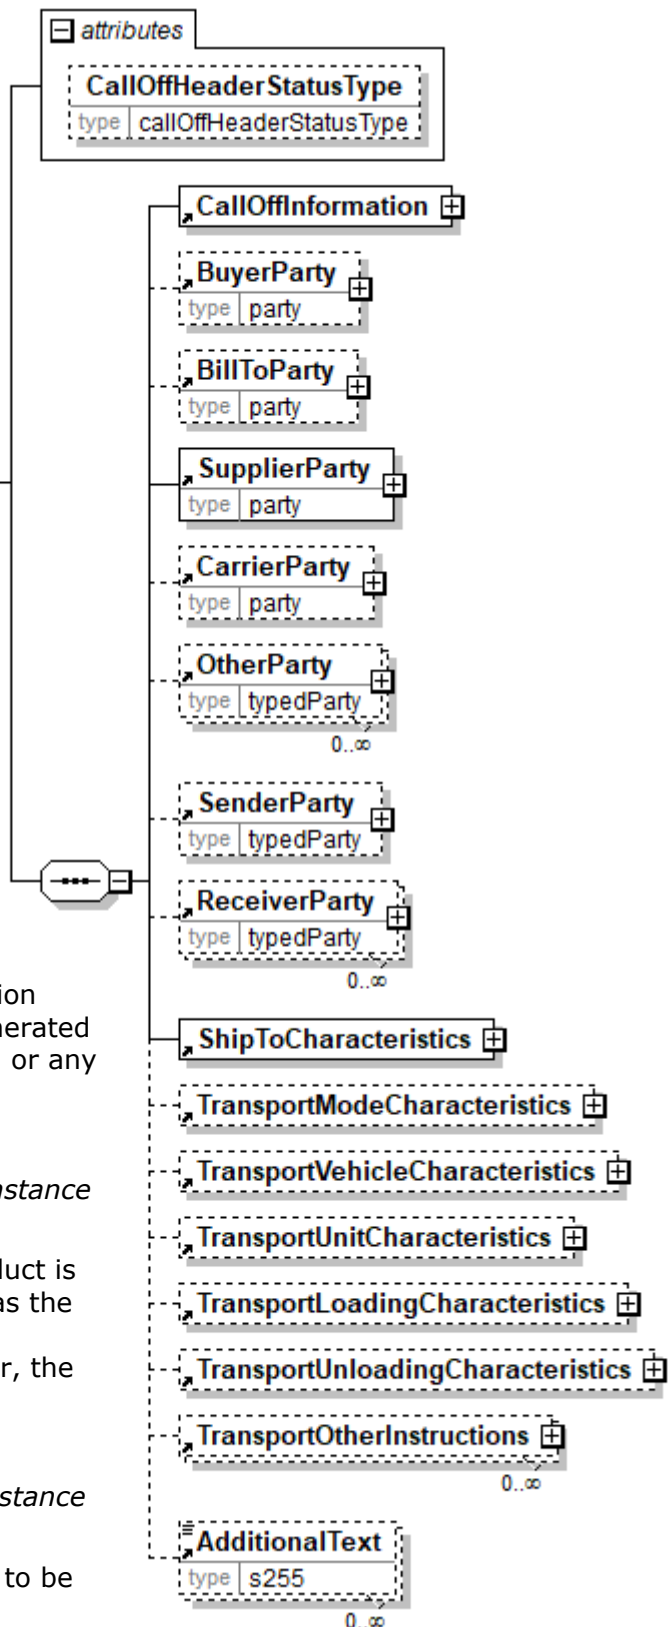 attributes
CallOffHeaderStatusType
type callOffHeaderStatusType
CallOffInformation
BuyerParty
type party
BillToParty
type party
SupplierParty
type party
CarrierParty
type party
OtherParty
type typedParty
0..∞
SenderParty
type typedParty
ReceiverParty
type typedParty
0..∞
ion
nerated
or any
ShipToCharacteristics
TransportModeCharacteristics
TransportVehicleCharacteristics
nstance
TransportUnitCharacteristics
duct is
as the
TransportLoadingCharacteristics
r, the
TransportUnloadingCharacteristics
TransportOtherInstructions
0..∞
stance
AdditionalText
type s255
to be
0..∞